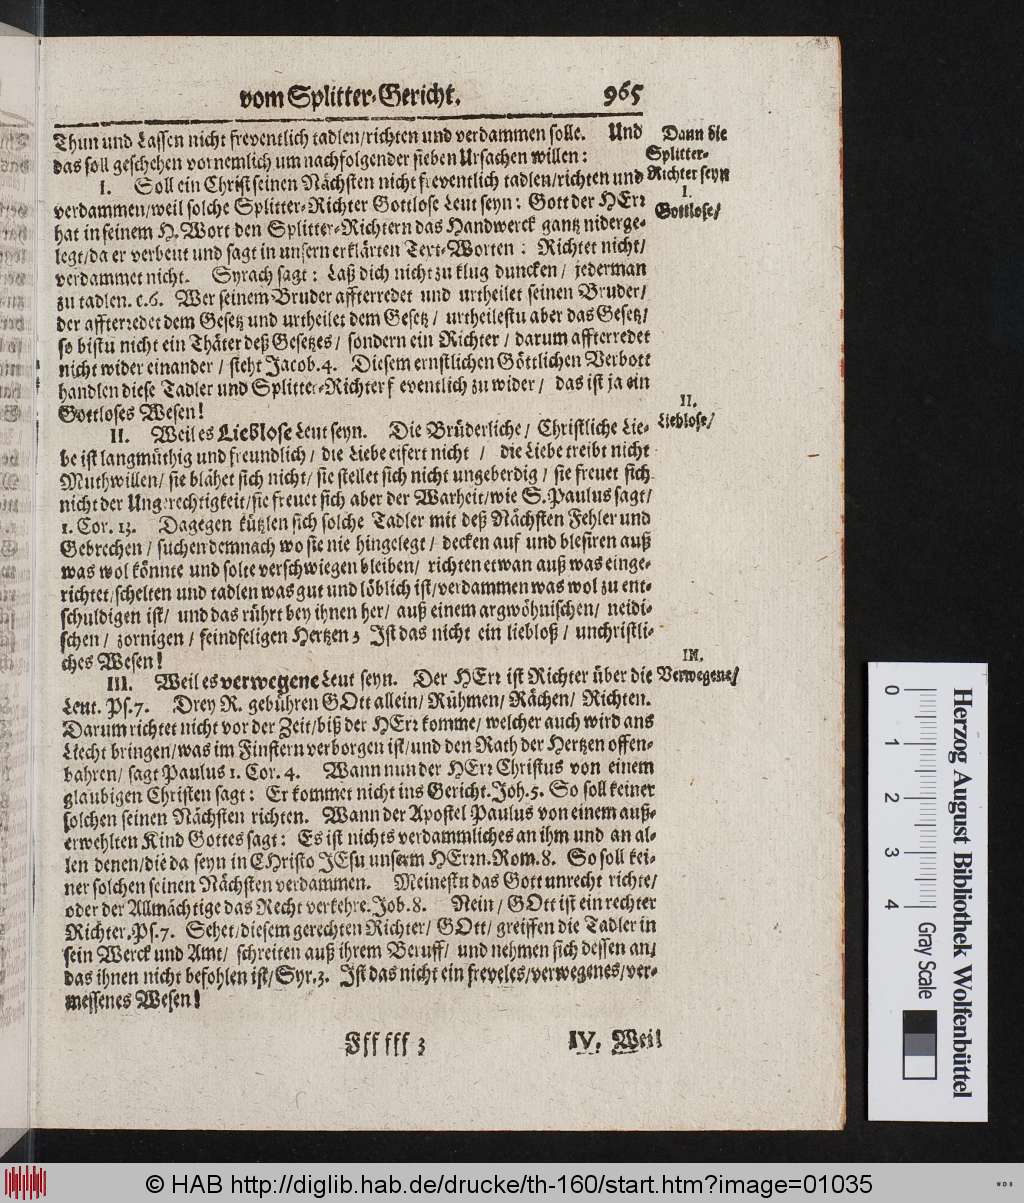 vom Splitter-Gericht. 965
Thun und Lassen nicht freventlich tadlen/richten und verdammen solle. Und
das soll geschehen vornemlich um nachfolgender sieben Ursachen willen:
I. Soll ein Christ seinen Nächsten nicht freventlich tadlen/richten und
verdammen/weil solche Splitter-Richter Gottlose Leut seyn: Gott der HErr
hat in seinem H. Wort den Splitter-Richtern das Handwerck gantz niderge-
legt/da er verbeut und sagt in unsern erklärten Text-Worten: Richtet nicht/
verdammet nicht. Syrach sagt: Laß dich nicht zu klug duncken/ jederman
zu tadlen. c.6. Wer seinem Bruder affterredet und urtheilet seinen Bruder/
der affterredet dem Gesetz und urtheilet dem Gesetz/ urtheilestu aber das Gesetz/
so bistu nicht ein Thäter deß Gesetzes/ sondern ein Richter/ darum affterredet
nicht wider einander/ steht Jacob.4. Diesem ernstlichen Göttlichen Verbott
handlen diese Tadler und Splitter-Richter f eventlich zu wider/ das ist ja ein
Gottloses Wesen!
II. Weil es Lieblose Leut seyn. Die Brüderliche/ Christliche Lie-
be ist langmüthig und freundlich/ die Liebe eifert nicht/ die Liebe treibt nicht
Muthwillen/ sie blähet sich nicht/ sie stellet sich nicht ungeberdig/ sie freuet sich
nicht der Ungerechtigkeit/sie freuet sich aber der Warheit/wie S. Paulus sagt/
1. Cor. 13. Dagegen kützlen sich solche Tadler mit deß Nächsten Fehler und
Gebrechen/ suchen demnach wo sie nie hingelegt/ decken auf und blesiren auß
was wol könnte und solte verschwiegen bleiben/ richten etwan auß was einge-
richtet/schelten und tadlen was gut und löblich ist/verdammen was wol zu ent-
schuldigen ist/ und das rührt bey ihnen her/ auß einem argwöhnischen/ neidi-
schen/ zornigen/ feindseligen Hertzen; Ist das nicht ein liebloß/ unchristli-
ches Wesen!
III. Weil es verwegene Leut seyn. Der HErr ist Richter über die
Leut. Ps.7. Drey R. gebühren GOtt allein/ Rühmen/ Rächen/ Richten.
Darum richtet nicht vor der Zeit/biß der HErr komme/ welcher auch wird ans
Liecht bringen/was im Finstern verborgen ist/und den Rath der Hertzen offen-
bahren/ sagt Paulus 1. Cor. 4. Wann nun der HErr Christus von einem
glaubigen Christen sagt: Er kommet nicht ins Gericht. Joh.5. So soll keiner
solchen seinen Nächsten richten. Wann der Apostel Paulus von einem auß-
erwehlten Kind Gottes sagt: Es ist nichts verdammliches an ihm und an al-
len denen/die da seyn in CHristo JEsu unserm HErrn. Rom.8. So soll kei-
ner solchen seinen Nächsten verdammen. Meinestu das Gott unrecht richte/
oder der Allmächtige das Recht verkehre. Job.8. Nein/ GOtt ist ein rechter
Richter. Ps.7. Sehet/diesem gerechten Richter/ GOtt/ greiffen die Tadler in
sein Werck und Amt/ schreiten auß ihrem Beruff/ und nehmen sich dessen an/
das ihnen nicht befohlen ist/ Syr.3. Ist das nicht ein freveles/verwegenes/ver-
messenes Wesen!
Fff fff 3 IV. Weil
Dann die
Splitter-
Richter seyn
I.
Gottlose/
II.
Lieblose/
III.
Verwegene/
0 1 2 3 4
Gray Scale
Herzog August Bibliothek Wolfenbüttel
© HAB http://diglib.hab.de/drucke/th-160/start.htm?image=01035